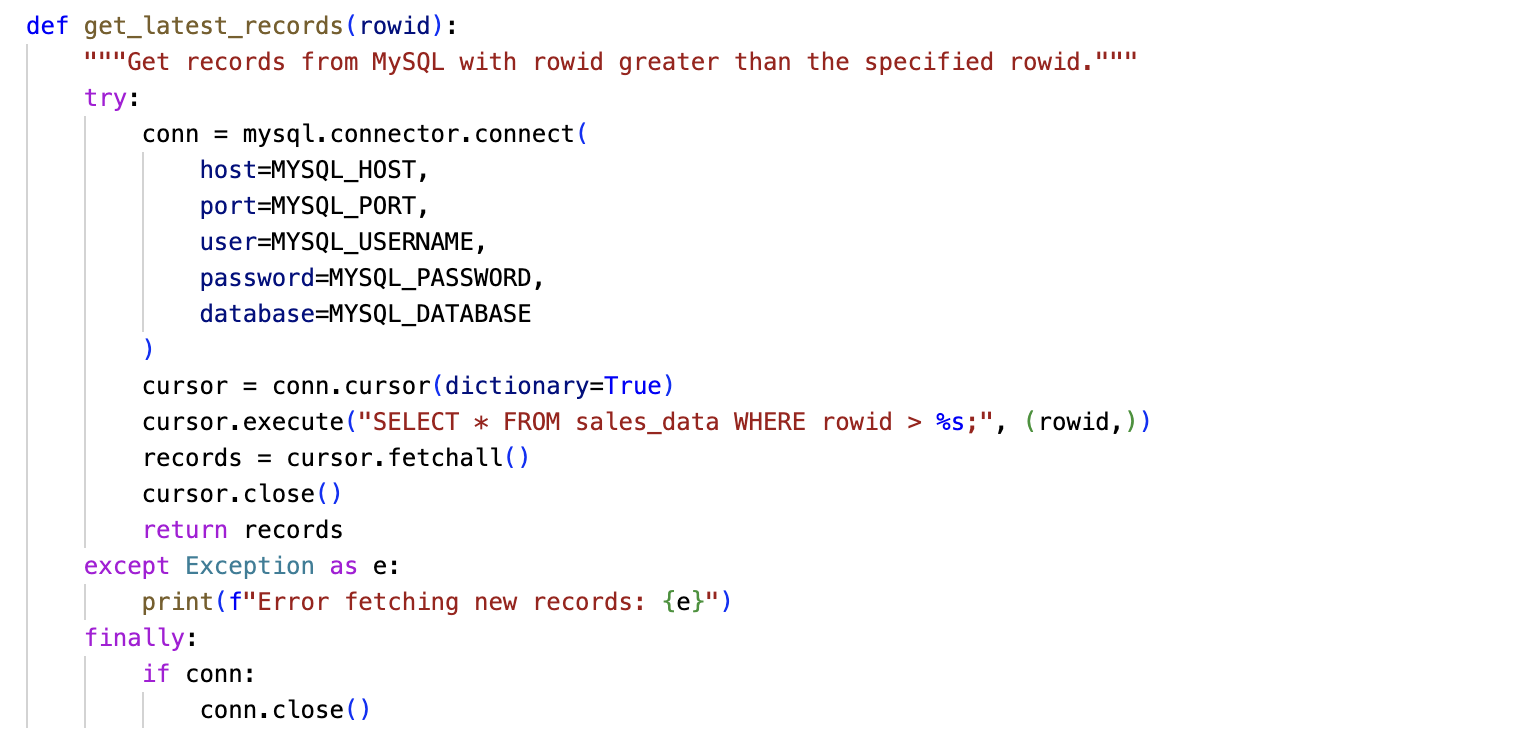 def get_latest_records(rowid):
    """Get records from MySQL with rowid greater than the specified rowid."""
    try:
        conn = mysql.connector.connect(
            host=MYSQL_HOST,
            port=MYSQL_PORT,
            user=MYSQL_USERNAME,
            password=MYSQL_PASSWORD,
            database=MYSQL_DATABASE
        )
        cursor = conn.cursor(dictionary=True)
        cursor.execute("SELECT * FROM sales_data WHERE rowid > %s;", (rowid,))
        records = cursor.fetchall()
        cursor.close()
        return records
    except Exception as e:
        print(f"Error fetching new records: {e}")
    finally:
        if conn:
            conn.close()